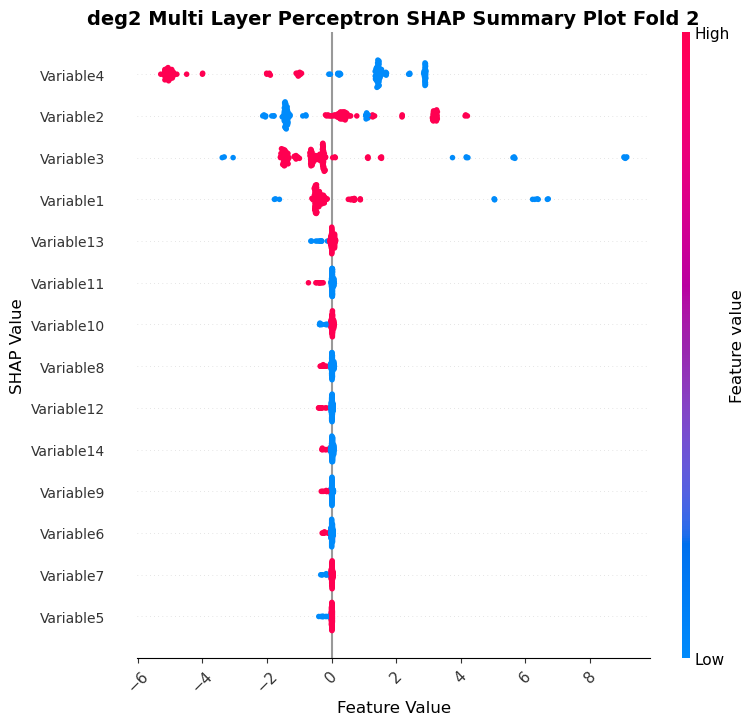 deg2 Multi Layer Perceptron SHAP Summary Plot Fold 2
High
Variable4
Variable2
Variable3
Variable1
Variable13
Variable11
Variable10
Variable8
Variable12
Variable14
Variable9
Variable6
Variable7
Variable5
SHAP Value
Feature value
Low
−6 −4 −2 0 2 4 6 8
Feature Value